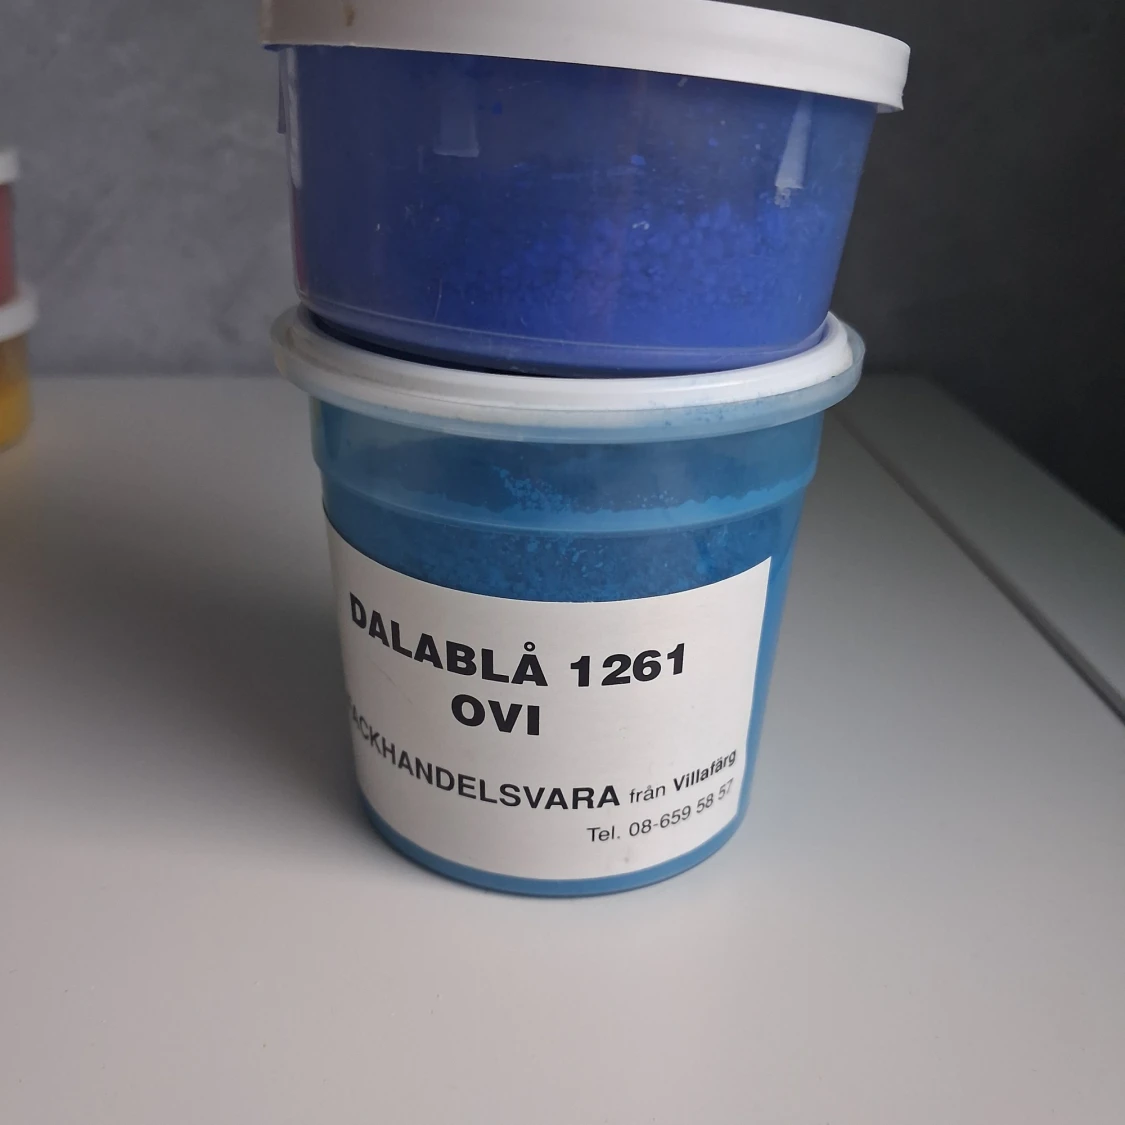 DALABLÅ 1261
OVI
ACKHANDELSVARA från Villafärg
Tel. 08-659 58 57